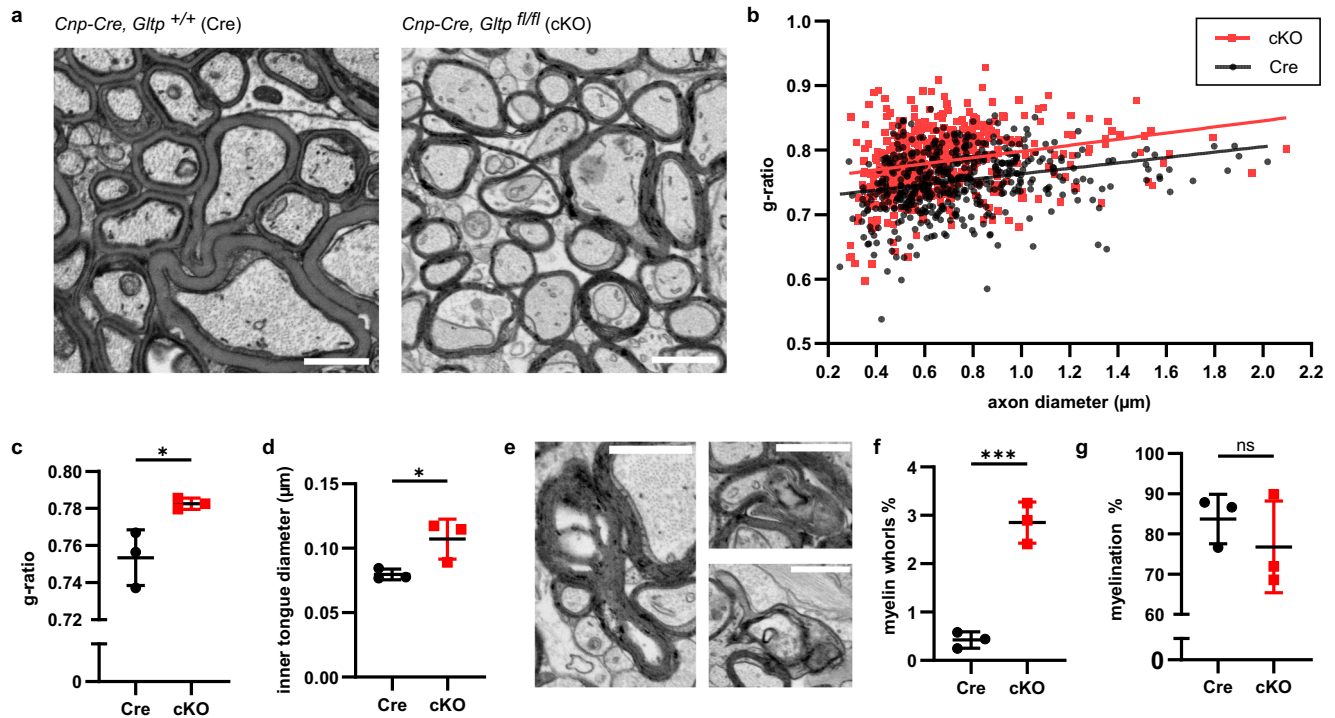 a
Cnp-Cre, Gltp +/+ (Cre)
Cnp-Cre, Gltp fl/fl (cKO)
b
cKO
Cre
1.0
0.9
0.8
0.7
0.6
0.5
g-ratio
0.2 0.4 0.6 0.8 1.0 1.2 1.4 1.6 1.8 2.0 2.2
axon diameter (µm)
c
*
0.80
0.78
0.76
0.74
0.72
0
g-ratio
Cre cKO
d
*
0.15
0.10
0.05
0.00
inner tongue diameter (µm)
Cre cKO
e
f
***
4
3
2
1
0
myelin whorls %
Cre cKO
g
ns
100
90
80
70
60
0
myelination %
Cre cKO